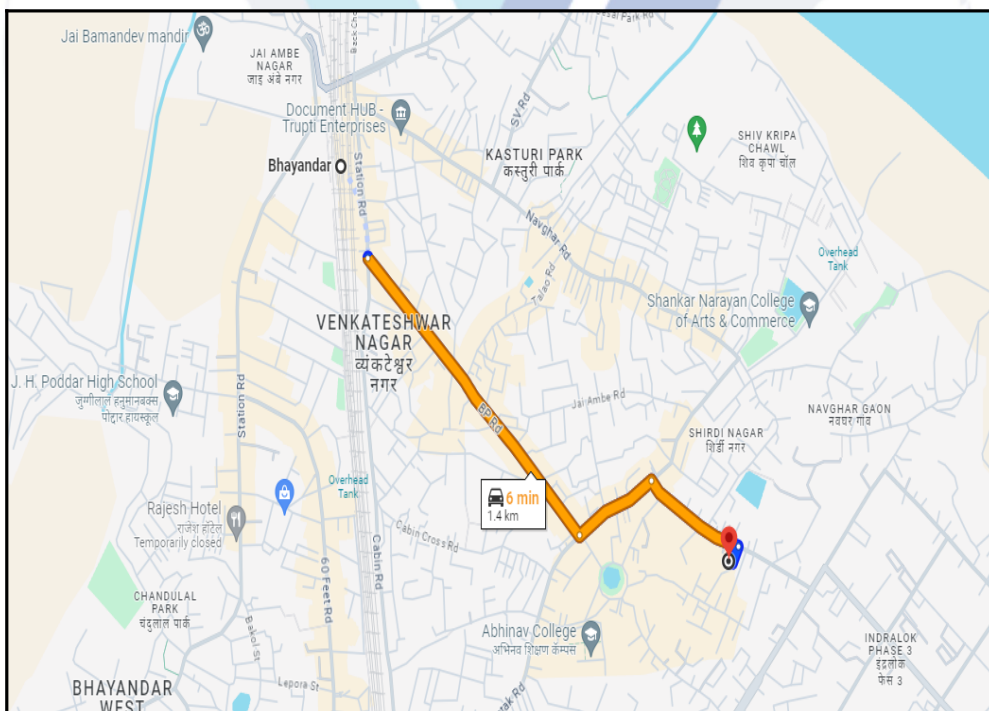 Jai Bamandev mandir
JAI AMBE
NAGAR
जाइ अंबे नगर
Document HUB -
Trupti Enterprises
Bhayandar
Station Rd
SV Rd
KASTURI PARK
कस्तुरी पार्क
SHIV KRIPA
CHAWL
शिव कृपा चॉल
Navghar Rd
Talao Rd
Overhead
Tank
Shankar Narayan College
of Arts & Commerce
VENKATESHWAR
NAGAR
व्यंकटेश्वर
नगर
J. H. Poddar High School
जुग्गीलाल हनुमानबक्स
पोद्दार हायस्कूल
Station Rd
BP Rd
Jai Ambe Rd
NAVGHAR GAON
नवघर गाव
SHIRDI NAGAR
शिर्डी नगर
Overhead
Tank
6 min
1.4 km
Rajesh Hotel
राजेश हॉटेल
Temporarily closed
Cabin Cross Rd
Cabin Rd
60 Feet Rd
CHANDULAL
PARK
चंदुलाल पार्क
Bakol St
Abhinav College
अभिनव शिक्षण कॅम्पस
INDRALOK
PHASE 3
इंद्रलोक
फेस 3
Lepora St
BHAYANDAR
WEST